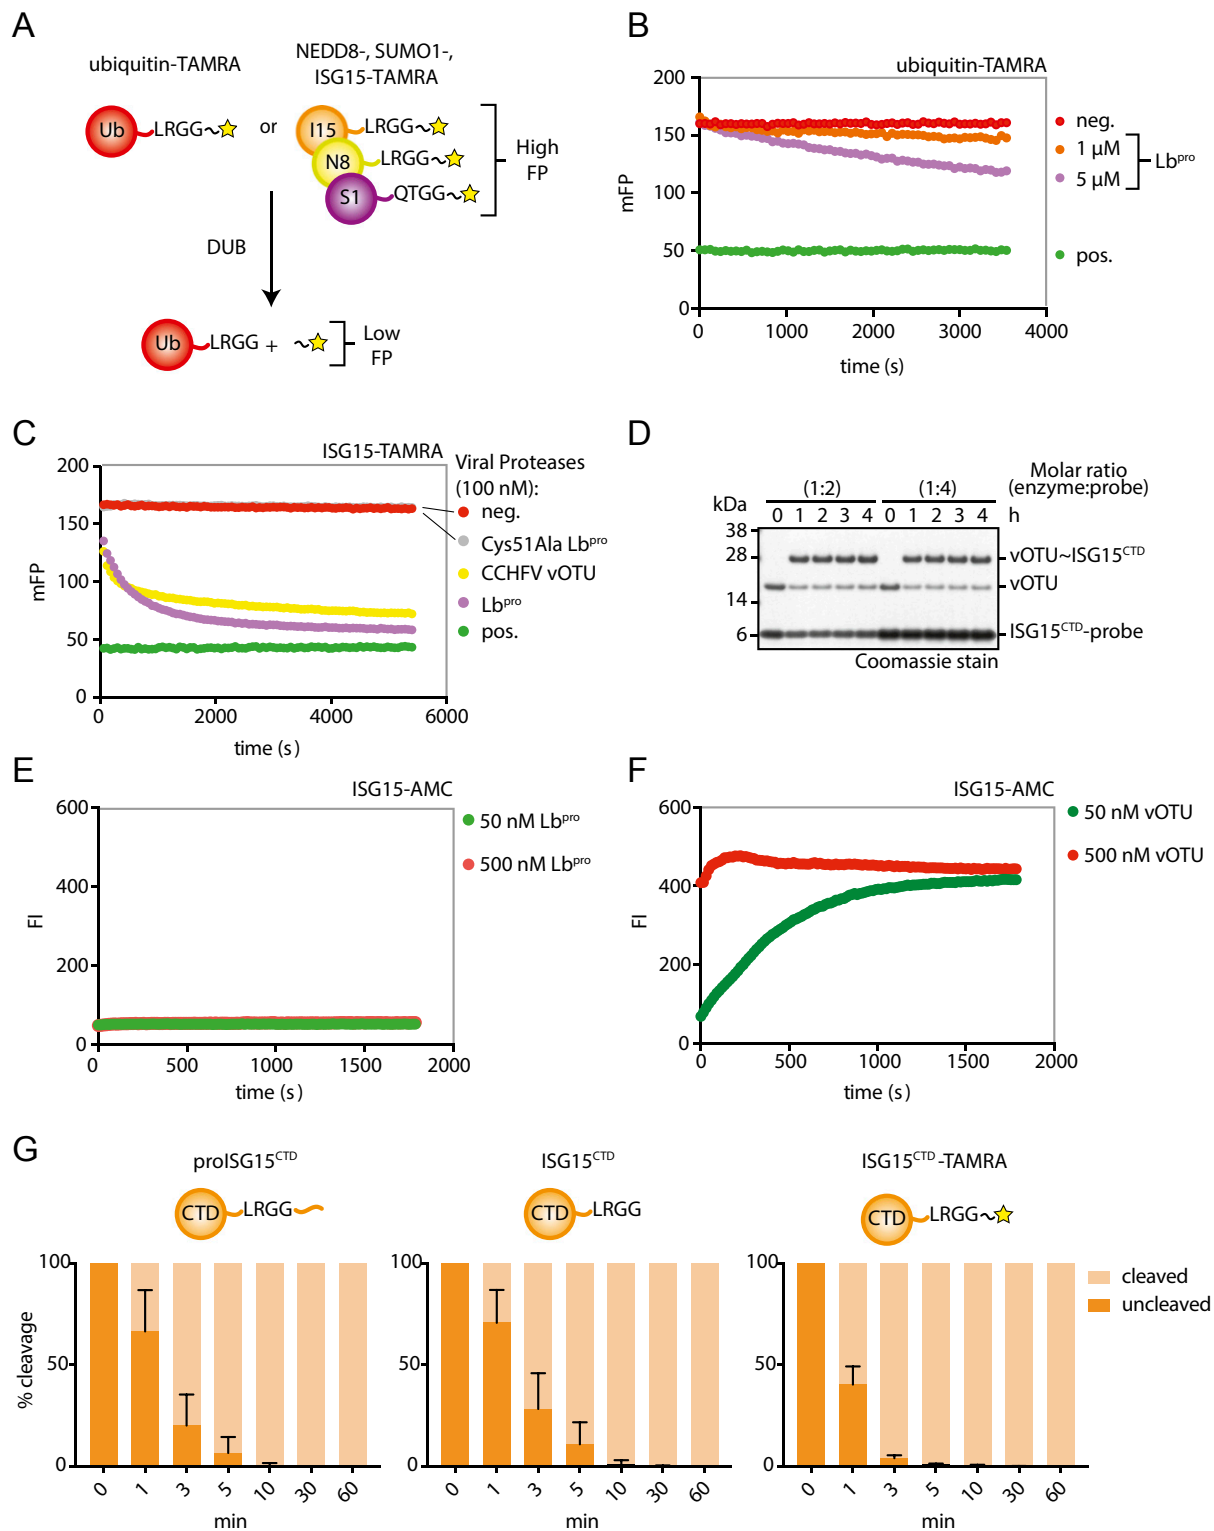 A
ubiquitin-TAMRA
NEDD8-, SUMO1-,
ISG15-TAMRA
Ub
LRGG
or
I15
LRGG
N8
LRGG
S1
QTGG
High
FP
DUB
Ub
LRGG +
Low
FP
B
ubiquitin-TAMRA
200
150
100
50
0
mFP
0 1000 2000 3000 4000
time (s)
neg.
1 μM
5 μM
Lbpro
pos.
C
ISG15-TAMRA
200
150
100
50
0
mFP
0 2000 4000 6000
time (s)
Viral Proteases
(100 nM):
neg.
Cys51Ala Lbpro
CCHFV vOTU
Lbpro
pos.
D
Molar ratio
(1:2) (1:4) (enzyme:probe)
kDa 0 1 2 3 4 0 1 2 3 4 h
38
28
14
6
vOTU~ISG15CTD
vOTU
ISG15CTD-probe
Coomassie stain
E
ISG15-AMC
600
400
200
0
FI
0 500 1000 1500 2000
time (s)
50 nM Lbpro
500 nM Lbpro
F
ISG15-AMC
600
400
200
0
FI
0 500 1000 1500 2000
time (s)
50 nM vOTU
500 nM vOTU
G
proISG15CTD
CTD
LRGG
ISG15CTD
CTD
LRGG
ISG15CTD-TAMRA
CTD
LRGG
100
50
0
% cleavage
0 1 3 5 10 30 60
min
100
50
0
0 1 3 5 10 30 60
min
100
50
0
0 1 3 5 10 30 60
min
cleaved
uncleaved